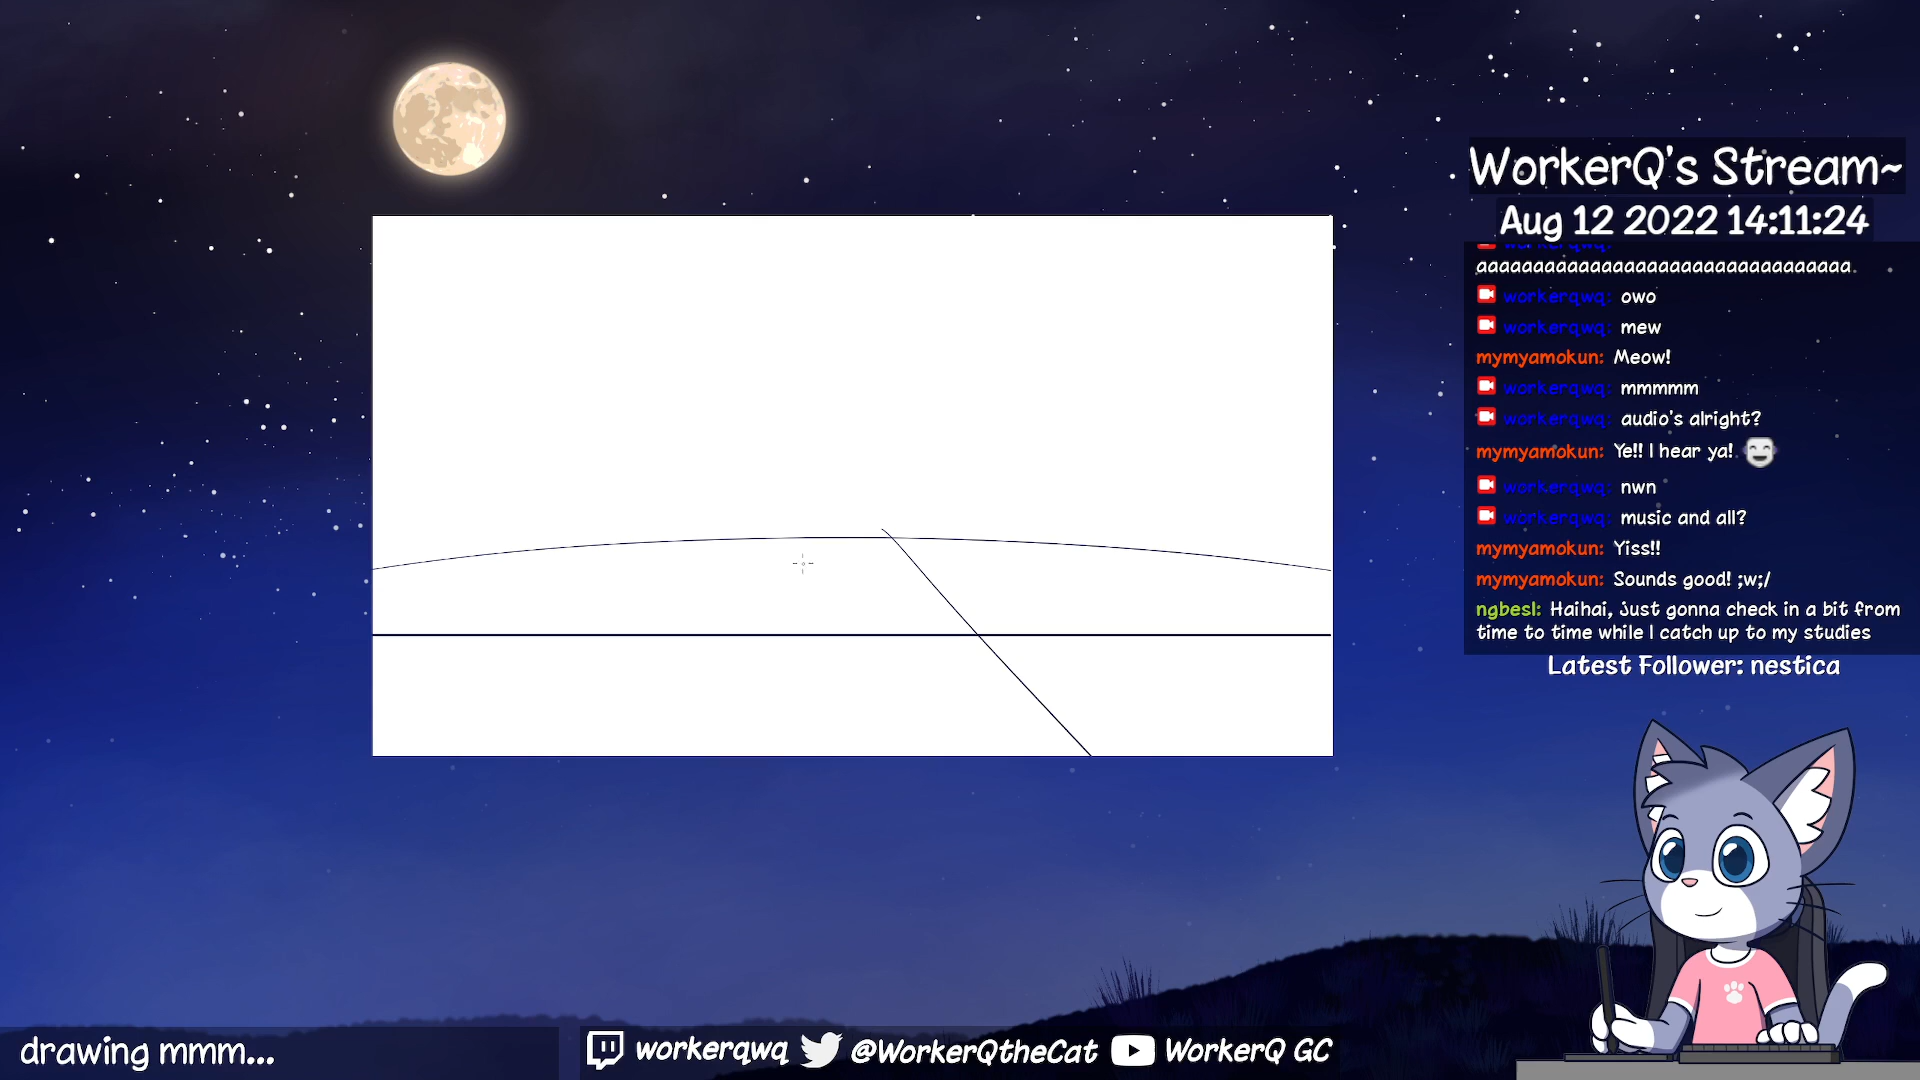 WorkerQ's Stream~
Aug 12 2022 14:11:24
workerqwq:
aaaaaaaaaaaaaaaaaaaaaaaaaaaaaaaaa
workerqwq: owo
workerqwq: mew
mymyamokun: Meow!
workerqwq: mmmmm
workerqwq: audio's alright?
mymyamokun: Ye!! I hear ya!
workerqwq: nwn
workerqwq: music and all?
mymyamokun: Yiss!!
mymyamokun: Sounds good! ;w;/
ngbesl: Haihai, just gonna check in a bit from
time to time while I catch up to my studies
Latest Follower: nestica
drawing mmm...
workerqwq @WorkerQtheCat WorkerQ GC